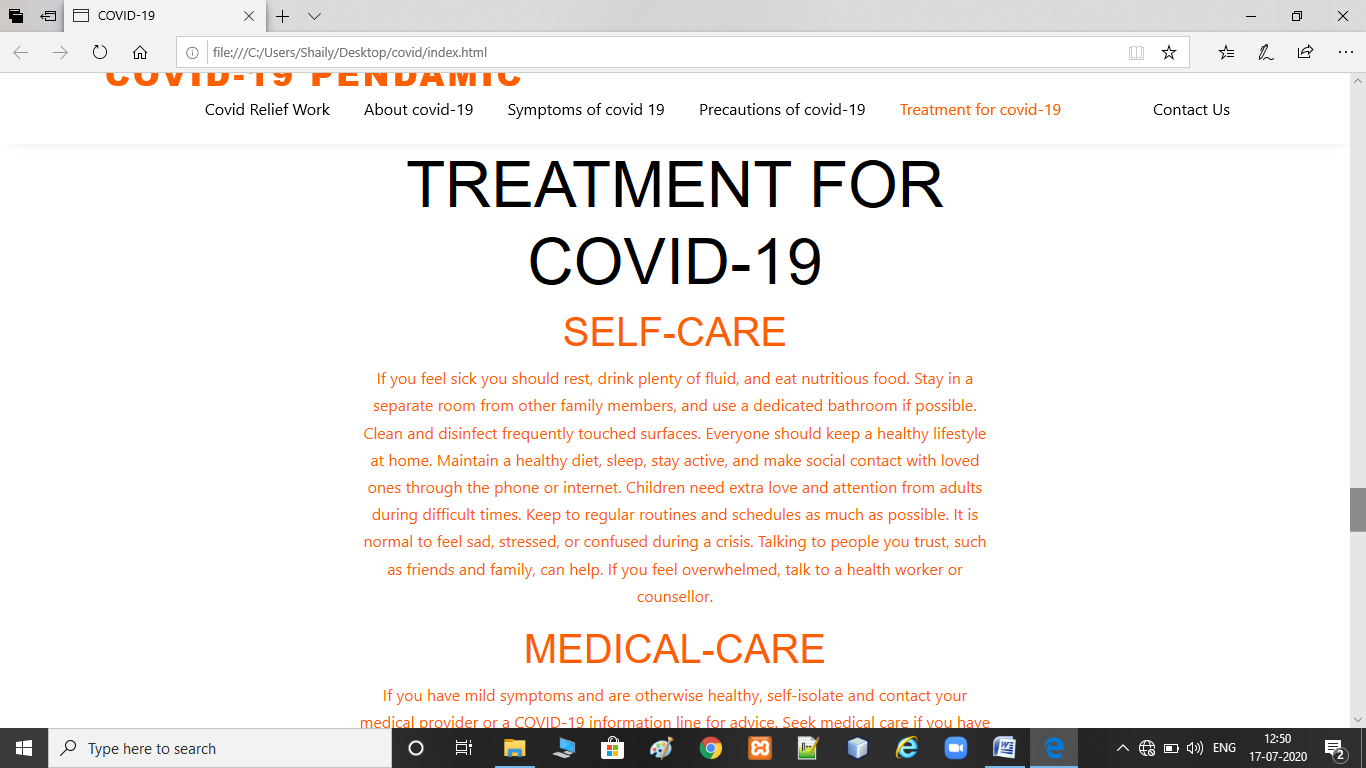 COVID-19
file:///C:/Users/Shaily/Desktop/covid/index.html
COVID-19 PENDAMIC
Covid Relief Work About covid-19 Symptoms of covid 19 Precautions of covid-19 Treatment for covid-19 Contact Us
TREATMENT FOR
COVID-19
SELF-CARE
If you feel sick you should rest, drink plenty of fluid, and eat nutritious food. Stay in a
separate room from other family members, and use a dedicated bathroom if possible.
Clean and disinfect frequently touched surfaces. Everyone should keep a healthy lifestyle
at home. Maintain a healthy diet, sleep, stay active, and make social contact with loved
ones through the phone or internet. Children need extra love and attention from adults
during difficult times. Keep to regular routines and schedules as much as possible. It is
normal to feel sad, stressed, or confused during a crisis. Talking to people you trust, such
as friends and family, can help. If you feel overwhelmed, talk to a health worker or
counsellor.
MEDICAL-CARE
If you have mild symptoms and are otherwise healthy, self-isolate and contact your
medical provider or a COVID-19 information line for advice. Seek medical care if you have
Type here to search
ENG
12:50
17-07-2020
2